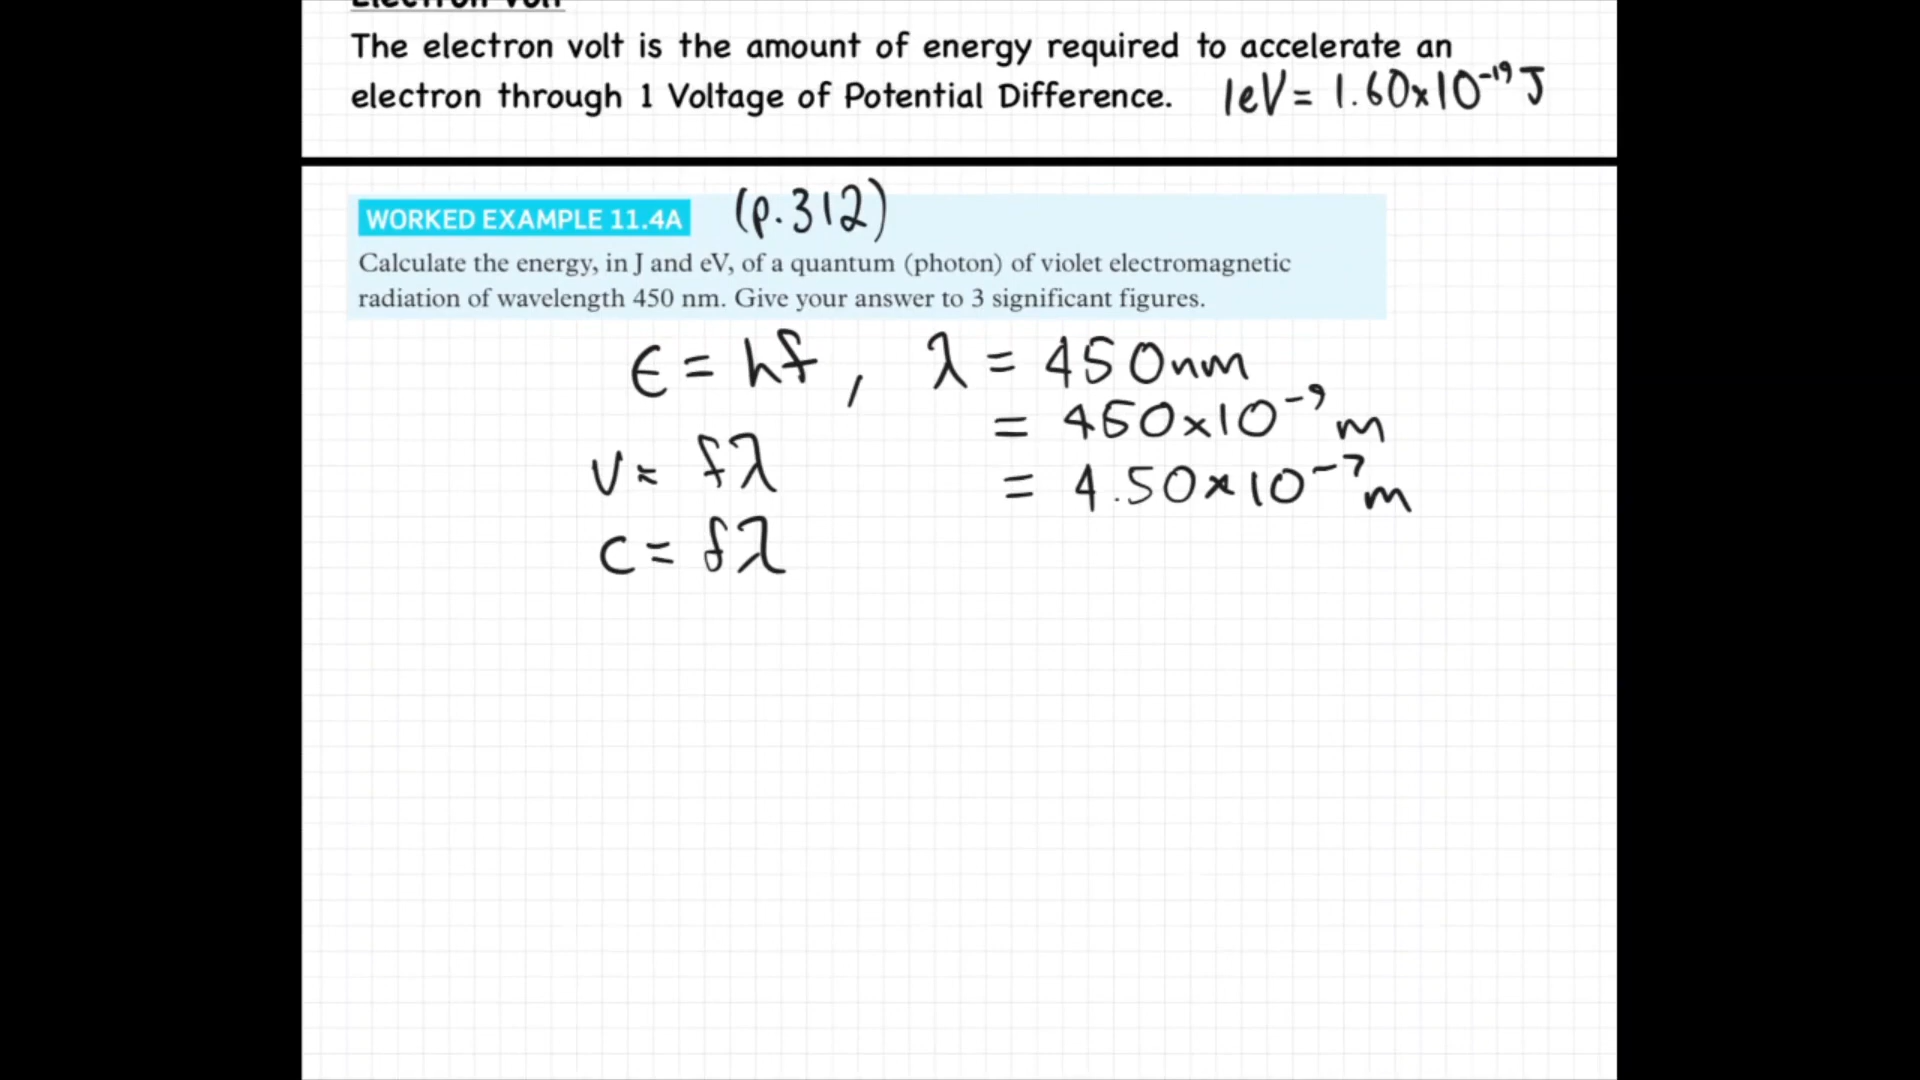 Electron Volt
The electron volt is the amount of energy required to accelerate an
electron through 1 Voltage of Potential Difference. 1eV = 1.60×10⁻¹⁹ J
WORKED EXAMPLE 11.4A (p.312)
Calculate the energy, in J and eV, of a quantum (photon) of violet electromagnetic
radiation of wavelength 450 nm. Give your answer to 3 significant figures.
E = hf, λ = 450nm
= 450×10⁻⁹ m
v = fλ
= 4.50×10⁻⁷ m
c = fλ